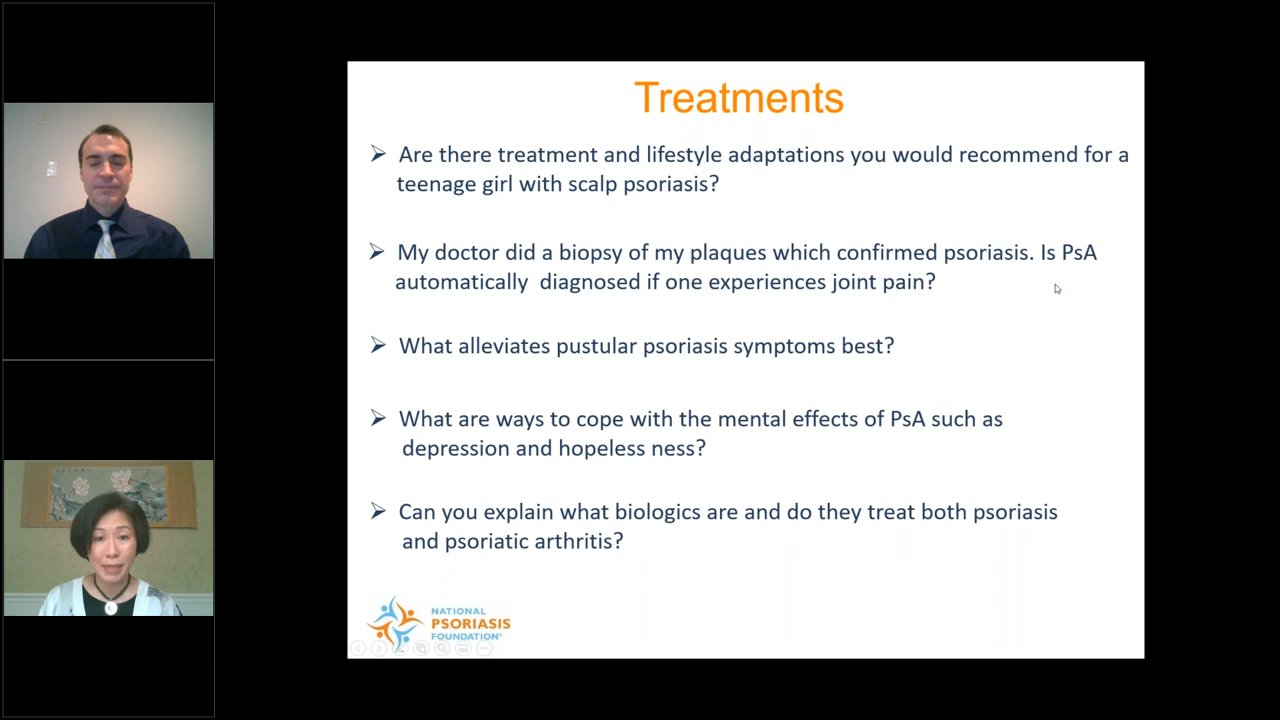 Treatments
➢ Are there treatment and lifestyle adaptations you would recommend for a
teenage girl with scalp psoriasis?
➢ My doctor did a biopsy of my plaques which confirmed psoriasis. Is PsA
automatically  diagnosed if one experiences joint pain?
➢ What alleviates pustular psoriasis symptoms best?
➢ What are ways to cope with the mental effects of PsA such as
depression and hopeless ness?
➢ Can you explain what biologics are and do they treat both psoriasis
and psoriatic arthritis?
NATIONAL
PSORIASIS
FOUNDATION®